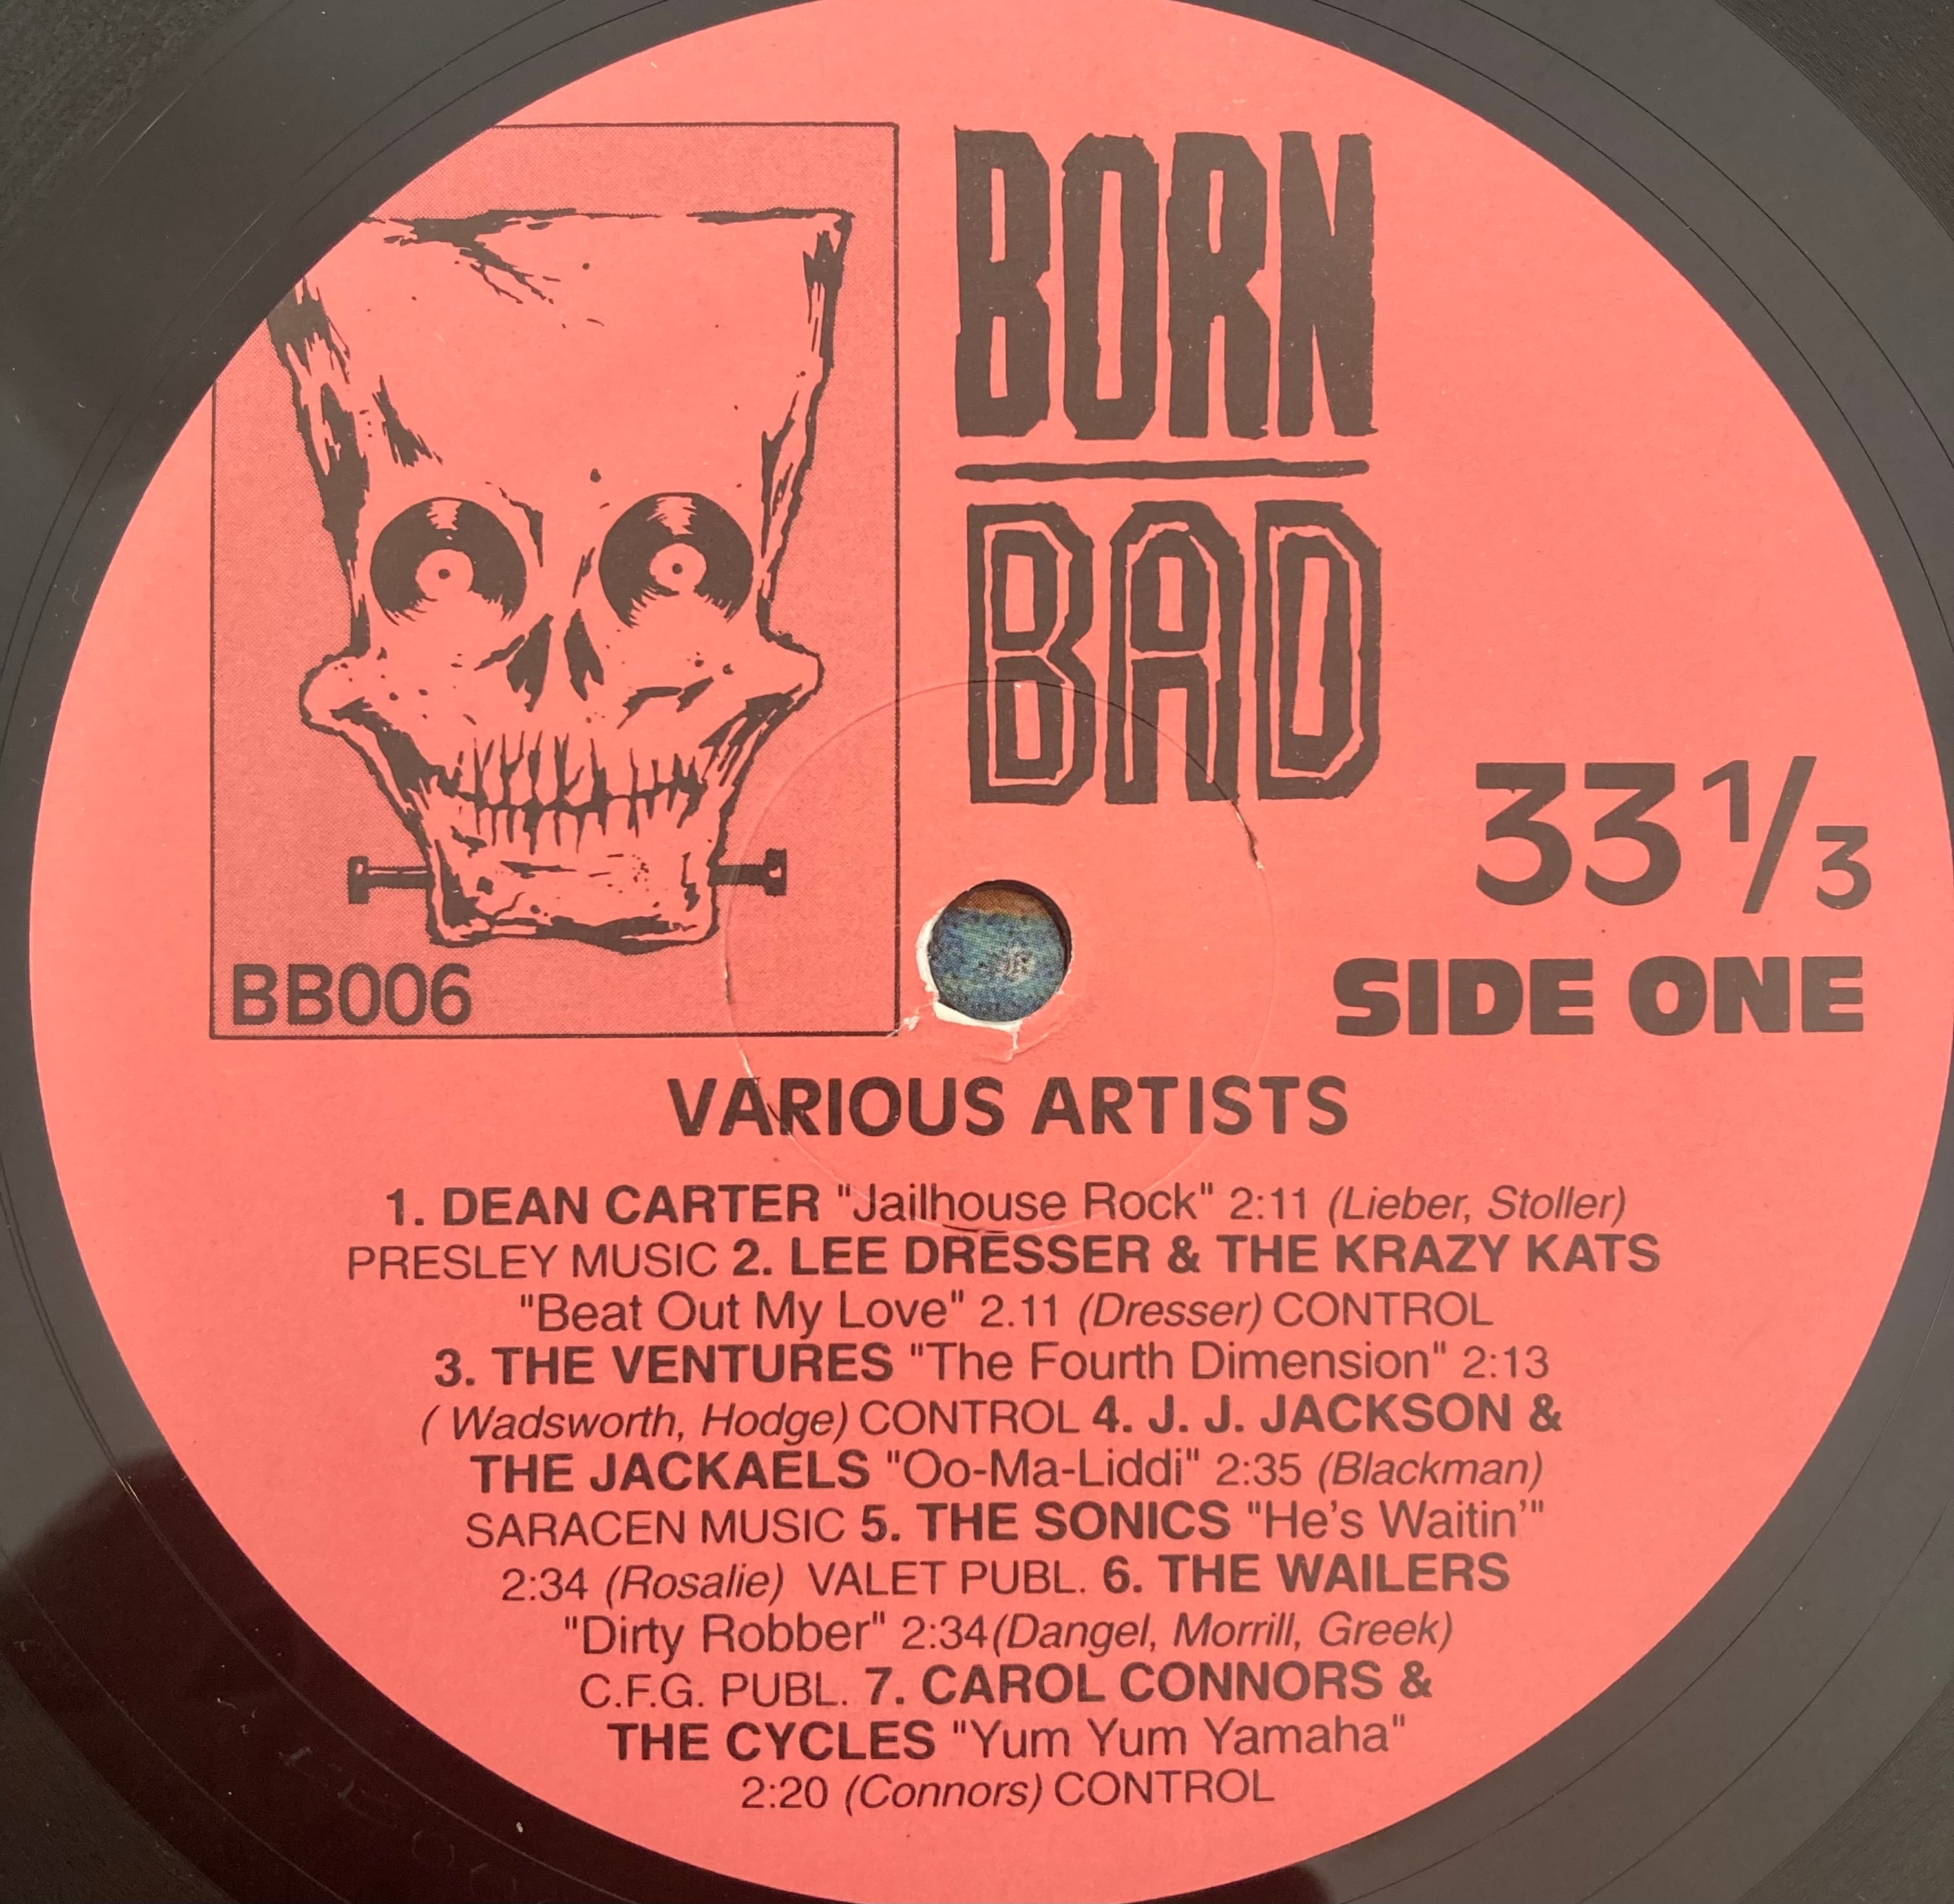 BORN
BAD
33 1/3
SIDE ONE
BB006
VARIOUS ARTISTS
1. DEAN CARTER "Jailhouse Rock" 2:11 (Lieber, Stoller)
PRESLEY MUSIC 2. LEE DRESSER & THE KRAZY KATS
"Beat Out My Love" 2.11 (Dresser) CONTROL
3. THE VENTURES "The Fourth Dimension" 2:13
( Wadsworth, Hodge) CONTROL 4. J. J. JACKSON &
THE JACKAELS "Oo-Ma-Liddi" 2:35 (Blackman)
SARACEN MUSIC 5. THE SONICS "He's Waitin'"
2:34 (Rosalie) VALET PUBL. 6. THE WAILERS
"Dirty Robber" 2:34(Dangel, Morrill, Greek)
C.F.G. PUBL. 7. CAROL CONNORS &
THE CYCLES "Yum Yum Yamaha"
2:20 (Connors) CONTROL